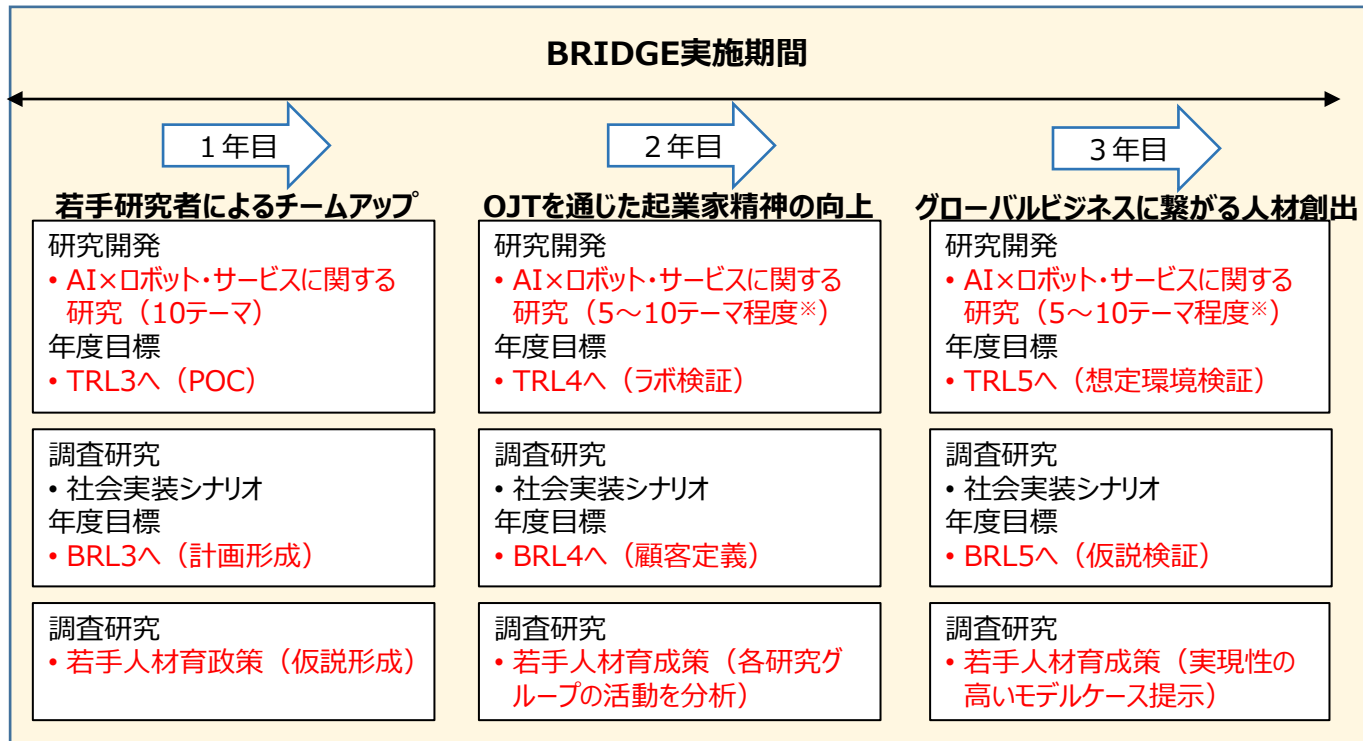 BRIDGE実施期間
１年目
２年目
３年目
若手研究者によるチームアップ
OJTを通じた起業家精神の向上
グローバルビジネスに繋がる人材創出
研究開発
• AI×ロボット・サービスに関する
研究（10テーマ）
年度目標
• TRL3へ（POC）
研究開発
• AI×ロボット・サービスに関する
研究（5～10テーマ程度※）
年度目標
• TRL4へ（ラボ検証）
研究開発
• AI×ロボット・サービスに関する
研究（5～10テーマ程度※）
年度目標
• TRL5へ（想定環境検証）
調査研究
• 社会実装シナリオ
年度目標
• BRL3へ（計画形成）
調査研究
• 社会実装シナリオ
年度目標
• BRL4へ（顧客定義）
調査研究
• 社会実装シナリオ
年度目標
• BRL5へ（仮説検証）
調査研究
• 若手人材育政策（仮説形成）
調査研究
• 若手人材育成策（各研究グ
ループの活動を分析）
調査研究
• 若手人材育成策（実現性の
高いモデルケース提示）